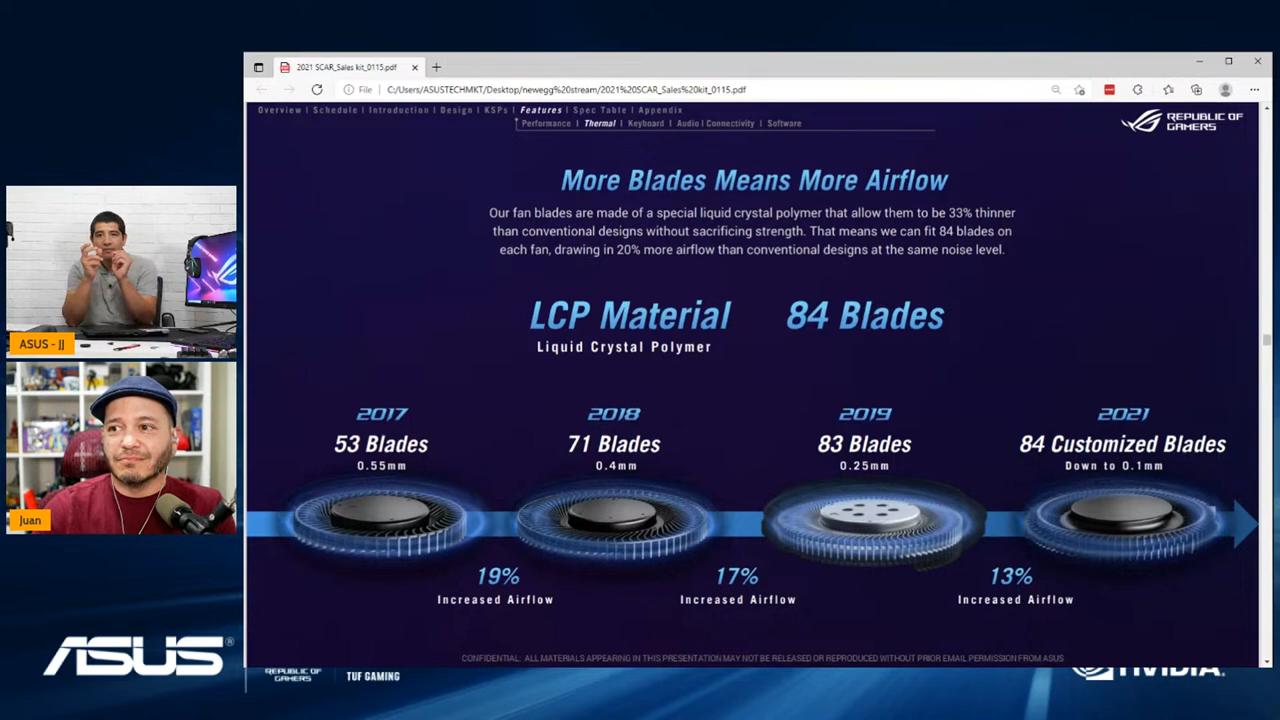 2021 SCAR_Sales kit_0115.pdf
File
C:/Users/ASUSTECHMKT/Desktop/newegg%20stream/2021%20SCAR_Sales%20kit_0115.pdf
Overview | Schedule | Introduction | Design | KSPs | Features | Spec Table | Appendix
Performance | Thermal | Keyboard | Audio | Connectivity | Software
REPUBLIC OF
GAMERS
More Blades Means More Airflow
Our fan blades are made of a special liquid crystal polymer that allow them to be 33% thinner
than conventional designs without sacrificing strength. That means we can fit 84 blades on
each fan, drawing in 20% more airflow than conventional designs at the same noise level.
LCP Material
Liquid Crystal Polymer
84 Blades
2017
53 Blades
0.55mm
2018
71 Blades
0.4mm
2019
83 Blades
0.25mm
2021
84 Customized Blades
Down to 0.1mm
19%
Increased Airflow
17%
Increased Airflow
13%
Increased Airflow
CONFIDENTIAL: ALL MATERIALS APPEARING IN THIS PRESENTATION MAY NOT BE RELEASED OR REPRODUCED WITHOUT PRIOR EMAIL PERMISSION FROM ASUS
ASUS - JJ
Juan
ASUS®
REPUBLIC OF
GAMERS
TUF GAMING
NVIDIA.